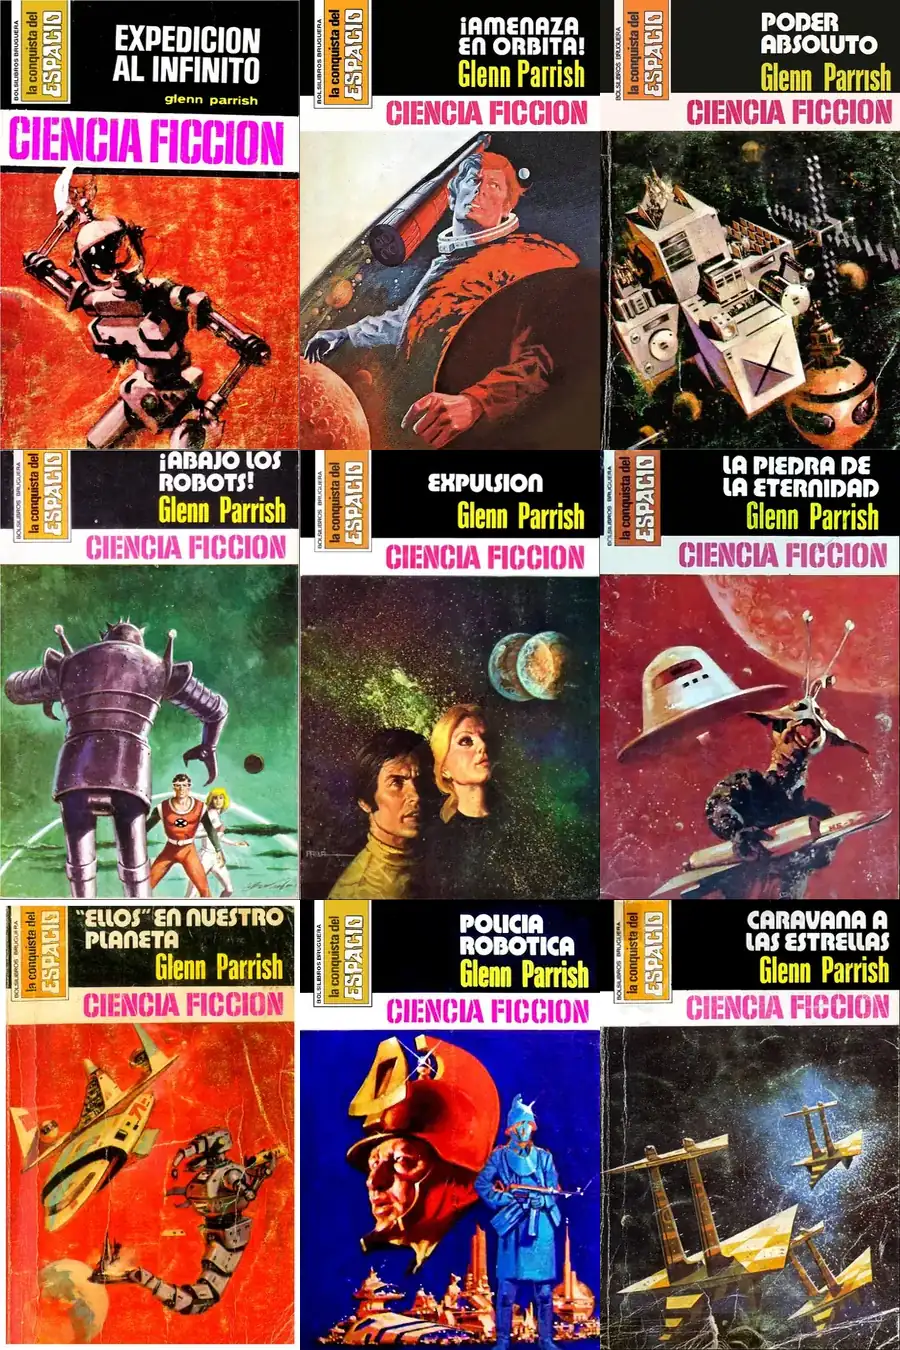 BOLSILIBROS BRUGUERA
la conquista del
ESPACIO
EXPEDICION
AL INFINITO
glenn parrish
CIENCIA FICCION
BOLSILIBROS BRUGUERA
la conquista del
ESPACIO
¡AMENAZA
EN ORBITA!
Glenn Parrish
CIENCIA FICCION
BOLSILIBROS BRUGUERA
la conquista del
ESPACIO
PODER
ABSOLUTO
Glenn Parrish
CIENCIA FICCION
BOLSILIBROS BRUGUERA
la conquista del
ESPACIO
¡ABAJO LOS
ROBOTS!
Glenn Parrish
CIENCIA FICCION
BOLSILIBROS BRUGUERA
la conquista del
ESPACIO
EXPULSION
Glenn Parrish
CIENCIA FICCION
BOLSILIBROS BRUGUERA
la conquista del
ESPACIO
LA PIEDRA DE
LA ETERNIDAD
Glenn Parrish
CIENCIA FICCION
BOLSILIBROS BRUGUERA
la conquista del
ESPACIO
"ELLOS" EN NUESTRO
PLANETA
Glenn Parrish
CIENCIA FICCION
BOLSILIBROS BRUGUERA
la conquista del
ESPACIO
POLICIA
ROBOTICA
Glenn Parrish
CIENCIA FICCION
BOLSILIBROS BRUGUERA
la conquista del
ESPACIO
CARAVANA A
LAS ESTRELLAS
Glenn Parrish
CIENCIA FICCION